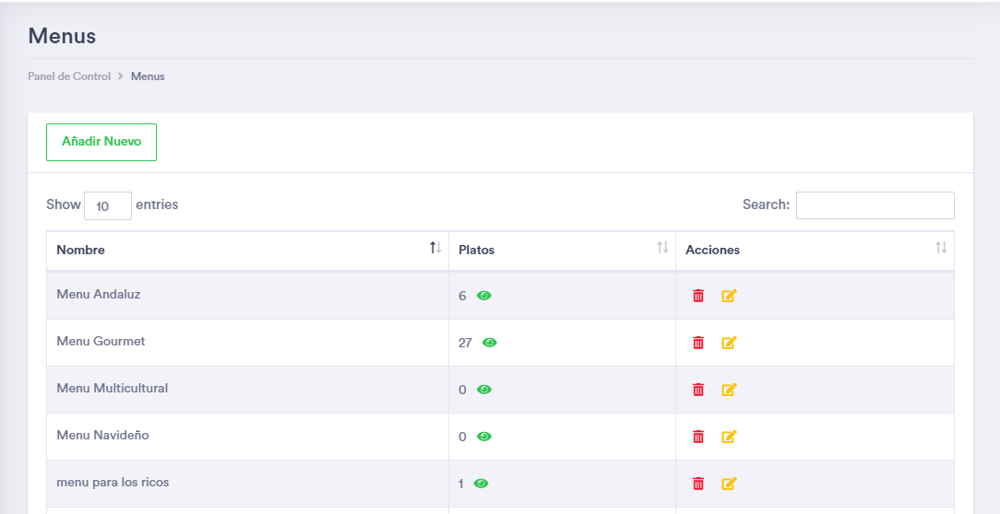 Menus
Panel de Control > Menus
Añadir Nuevo
Show 10 entries Search:
Nombre Platos Acciones
Menu Andaluz 6
Menu Gourmet 27
Menu Multicultural 0
Menu Navideño 0
menu para los ricos 1